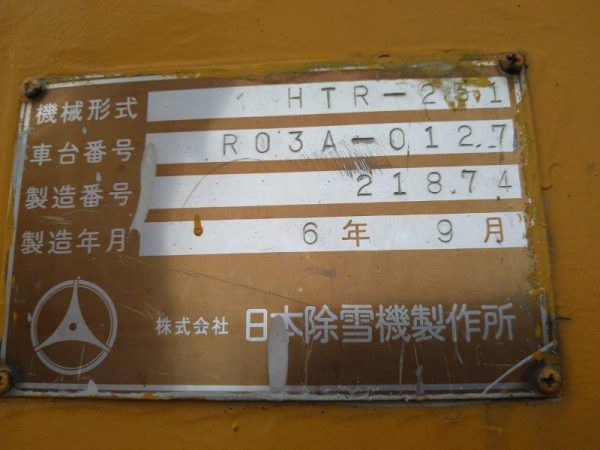 機械形式 HTR-251
車台番号 R03A-0127
製造番号 21874
製造年月 6年 9月
株式会社 日本除雪機製作所